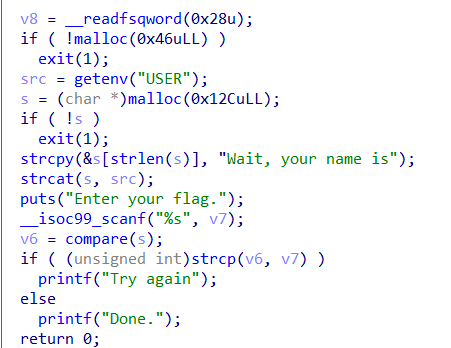 v8 = __readfsqword(0x28u);
if ( !malloc(0x46uLL) )
exit(1);
src = getenv("USER");
s = (char *)malloc(0x12CuLL);
if ( !s )
exit(1);
strcpy(&s[strlen(s)], "Wait, your name is");
strcat(s, src);
puts("Enter your flag.");
__isoc99_scanf("%s", v7);
v6 = compare(s);
if ( (unsigned int)strcp(v6, v7) )
printf("Try again");
else
printf("Done.");
return 0;